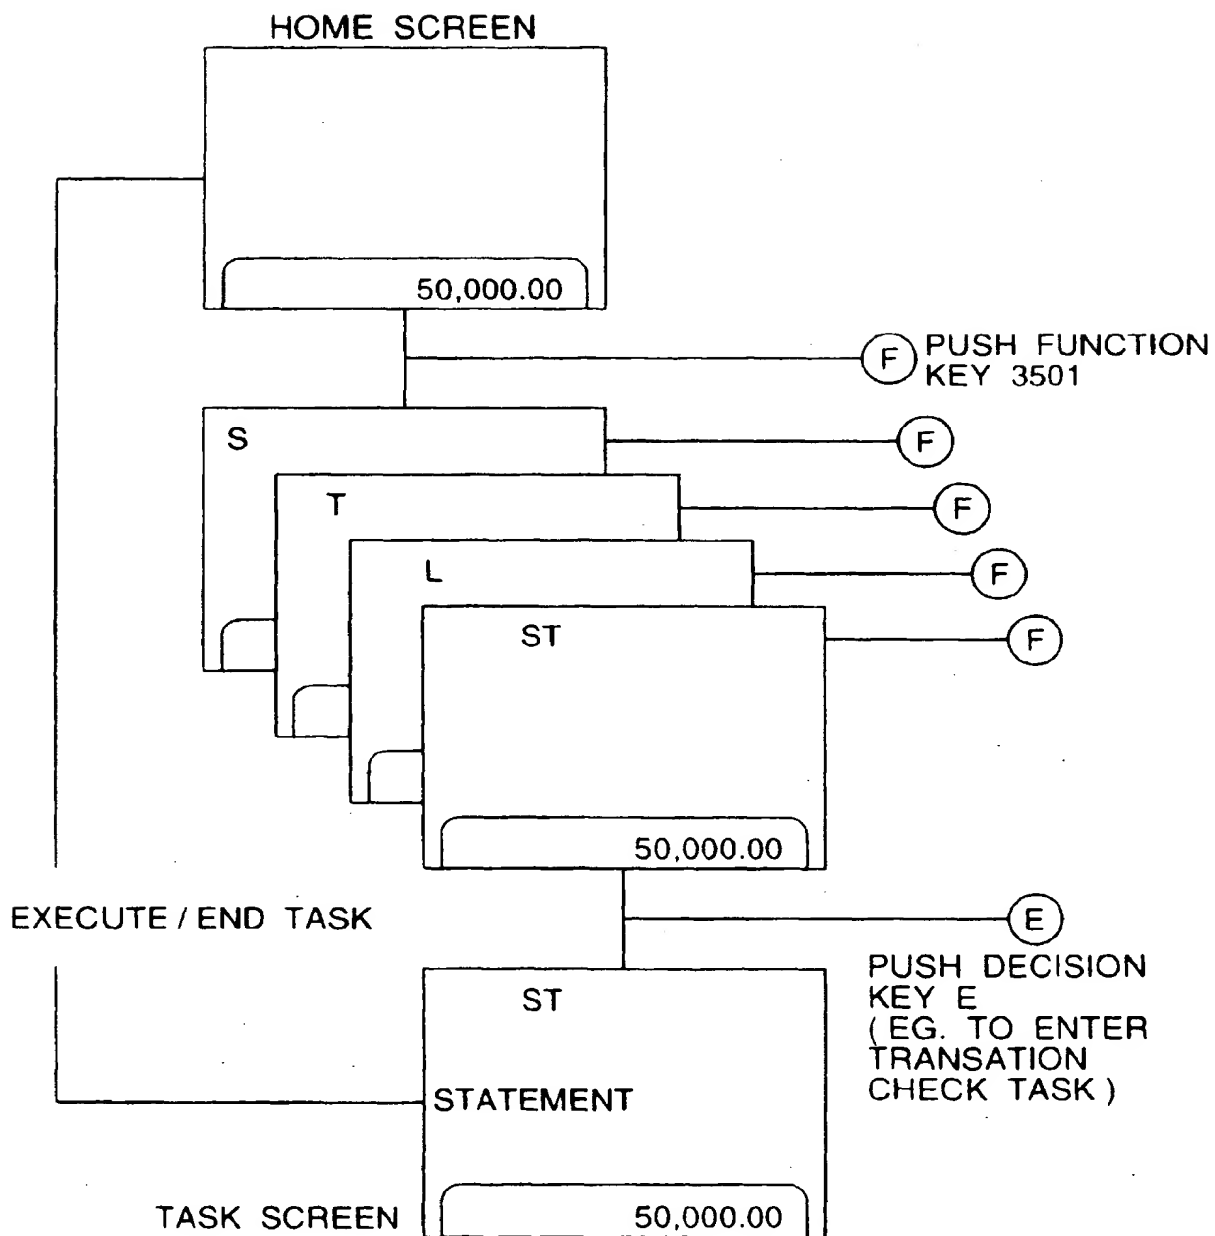 HOME SCREEN
50,000.00
F PUSH FUNCTION
KEY 3501
S
F
T
F
L
F
ST
F
50,000.00
EXECUTE / END TASK
E
PUSH DECISION
KEY E
(EG. TO ENTER
TRANSATION
CHECK TASK)
ST
STATEMENT
TASK SCREEN
50,000.00